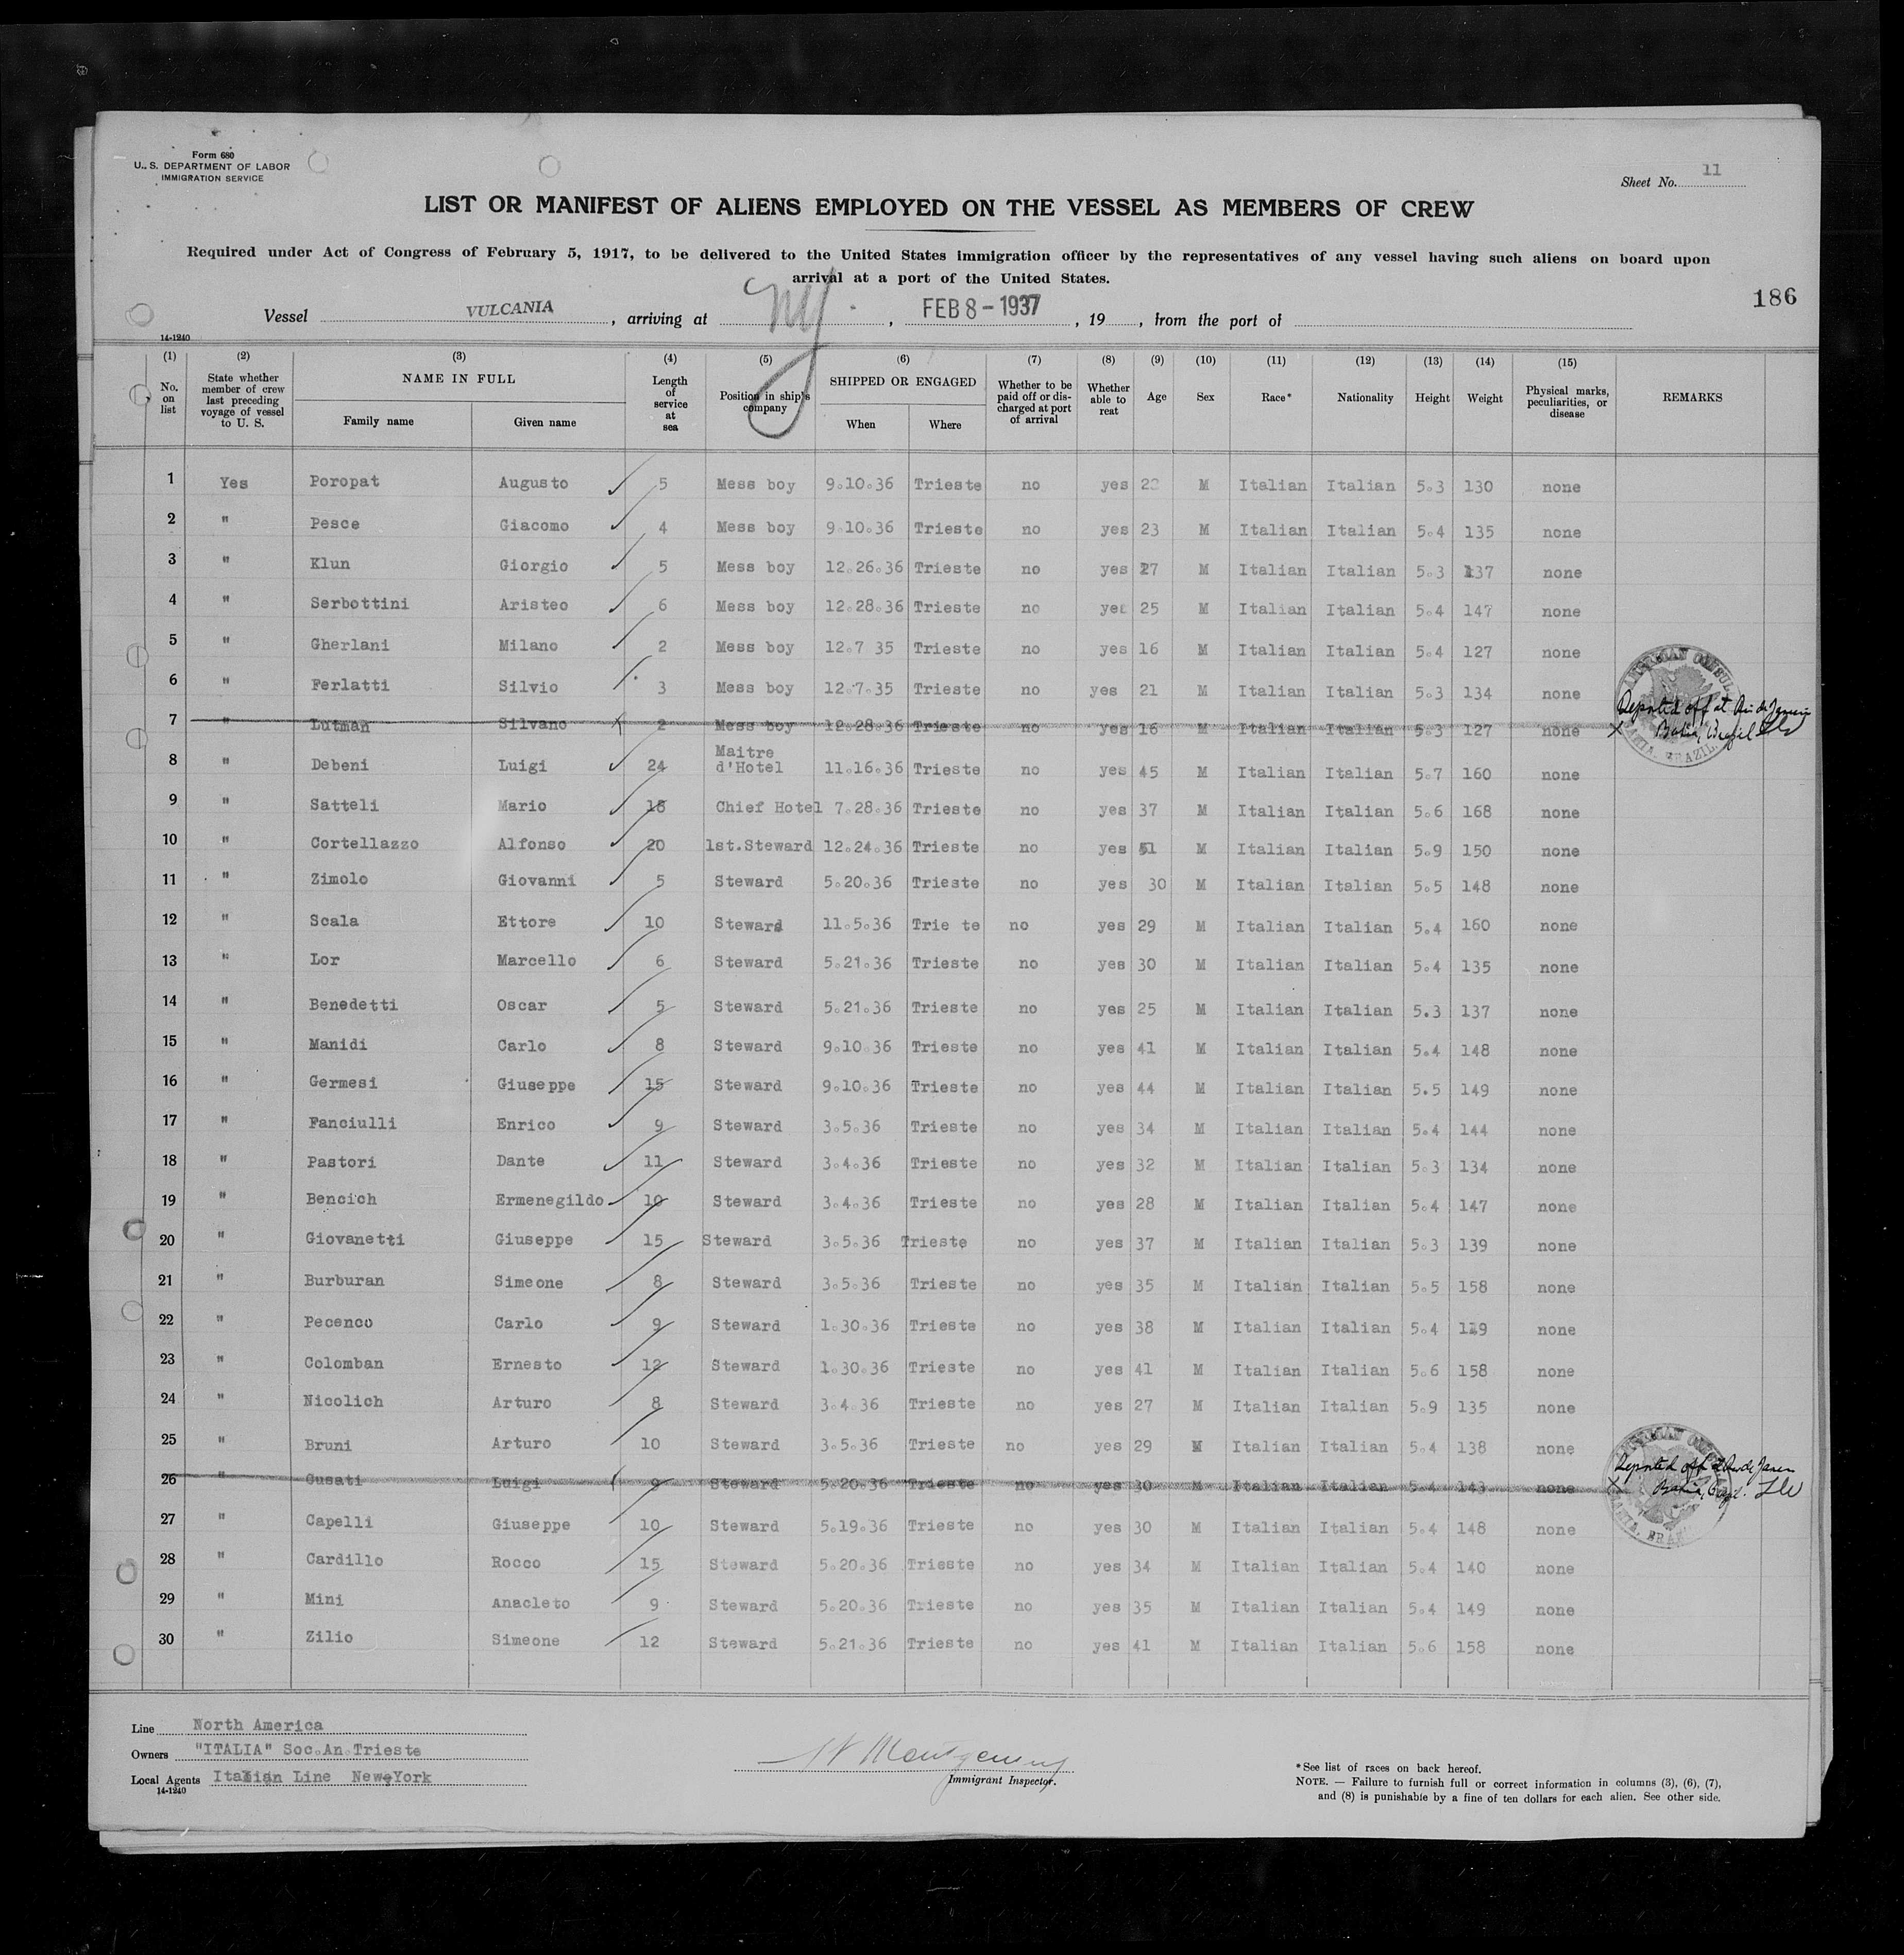 Form 680
U. S. DEPARTMENT OF LABOR
IMMIGRATION SERVICE
Sheet No. 11
LIST OR MANIFEST OF ALIENS EMPLOYED ON THE VESSEL AS MEMBERS OF CREW
Required under Act of Congress of February 5, 1917, to be delivered to the United States immigration officer by the representatives of any vessel having such aliens on board upon
arrival at a port of the United States.
186
Vessel VULCANIA, arriving at NY, FEB 8-1937, 19, from the port of
14-1240
(1) (2) (3) (4) (5) (6) (7) (8) (9) (10) (11) (12) (13) (14) (15)
No. on list
State whether member of crew last preceding voyage of vessel to U. S.
NAME IN FULL
Family name
Given name
Length of service at sea
Position in ship's company
SHIPPED OR ENGAGED
When
Where
Whether to be paid off or discharged at port of arrival
Whether able to reat
Age
Sex
Race*
Nationality
Height
Weight
Physical marks, peculiarities, or disease
REMARKS
1 Yes Poropat Augusto 5 Mess boy 9.10.36 Trieste no yes 22 M Italian Italian 5.3 130 none
2 " Pesce Giacomo 4 Mess boy 9.10.36 Trieste no yes 23 M Italian Italian 5.4 135 none
3 " Klun Giorgio 5 Mess boy 12.26.36 Trieste no yes 27 M Italian Italian 5.3 137 none
4 " Serbottini Aristeo 6 Mess boy 12.28.36 Trieste no yes 25 M Italian Italian 5.4 147 none
5 " Gherlani Milano 2 Mess boy 12.7 35 Trieste no yes 16 M Italian Italian 5.4 127 none
6 " Ferlatti Silvio 3 Mess boy 12.7.35 Trieste no yes 21 M Italian Italian 5.3 134 none
7 " Lutman Silvano 2 Mess boy 12.28.36 Trieste no yes 16 M Italian Italian 5.3 127 none Reported off at Rio de Janeiro
Bahia, Brazil
8 " Debeni Luigi 24 Maitre d'Hotel 11.16.36 Trieste no yes 45 M Italian Italian 5.7 160 none
9 " Satteli Mario 18 Chief Hotel 7.28.36 Trieste no yes 37 M Italian Italian 5.6 168 none
10 " Cortellazzo Alfonso 20 1st.Steward 12.24.36 Trieste no yes 51 M Italian Italian 5.9 150 none
11 " Zimolo Giovanni 5 Steward 5.20.36 Trieste no yes 30 M Italian Italian 5.5 148 none
12 " Scala Ettore 10 Steward 11.5.36 Trie te no yes 29 M Italian Italian 5.4 160 none
13 " Lor Marcello 6 Steward 5.21.36 Trieste no yes 30 M Italian Italian 5.4 135 none
14 " Benedetti Oscar 5 Steward 5.21.36 Trieste no yes 25 M Italian Italian 5.3 137 none
15 " Manidi Carlo 8 Steward 9.10.36 Trieste no yes 41 M Italian Italian 5.4 148 none
16 " Germesi Giuseppe 15 Steward 9.10.36 Trieste no yes 44 M Italian Italian 5.5 149 none
17 " Fanciulli Enrico 9 Steward 3.5.36 Trieste no yes 34 M Italian Italian 5.4 144 none
18 " Pastori Dante 11 Steward 3.4.36 Trieste no yes 32 M Italian Italian 5.3 134 none
19 " Bencich Ermenegildo 10 Steward 3.4.36 Trieste no yes 28 M Italian Italian 5.4 147 none
20 " Giovanetti Giuseppe 15 Steward 3.5.36 Trieste no yes 37 M Italian Italian 5.3 139 none
21 " Burburan Simeone 8 Steward 3.5.36 Trieste no yes 35 M Italian Italian 5.5 158 none
22 " Pecenco Carlo 9 Steward 1.30.36 Trieste no yes 38 M Italian Italian 5.4 none
23 " Colomban Ernesto 12 Steward 1.30.36 Trieste no yes 41 M Italian Italian 5.6 158 none
24 " Nicolich Arturo 8 Steward 3.4.36 Trieste no yes 27 M Italian Italian 5.9 135 none
25 " Bruni Arturo 10 Steward 3.5.36 Trieste no yes 29 M Italian Italian 5.4 138 none
26 " Cusati Luigi 9 Steward 5.20.36 Trieste no yes 30 M Italian Italian 5.4 143 none Reported off at Rio de Janeiro
Bahia, Brazil
27 " Capelli Giuseppe 10 Steward 5.19.36 Trieste no yes 30 M Italian Italian 5.4 148 none
28 " Cardillo Rocco 15 Steward 5.20.36 Trieste no yes 34 M Italian Italian 5.4 140 none
29 " Mini Anacleto 9 Steward 5.20.36 Trieste no yes 35 M Italian Italian 5.4 149 none
30 " Zilio Simeone 12 Steward 5.21.36 Trieste no yes 41 M Italian Italian 5.6 158 none
Line North America
Owners "ITALIA" Soc.An.Trieste
Local Agents Italian Line New York
14-1240
Montgomery
Immigrant Inspector.
*See list of races on back hereof.
NOTE. — Failure to furnish full or correct information in columns (3), (6), (7),
and (8) is punishable by a fine of ten dollars for each alien. See other side.